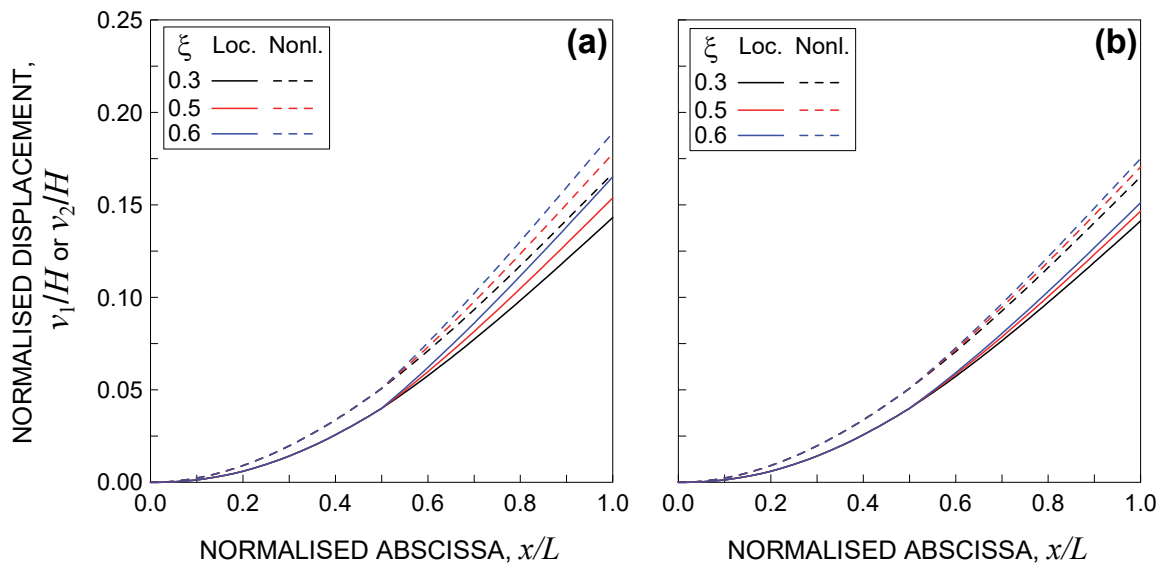 0.25
0.20
0.15
0.10
0.05
0.00
NORMALISED DISPLACEMENT,
v1/H or v2/H
ξ Loc. Nonl.
0.3
0.5
0.6
(a)
0.0 0.2 0.4 0.6 0.8 1.0
NORMALISED ABSCISSA, x/L
ξ Loc. Nonl.
0.3
0.5
0.6
(b)
0.0 0.2 0.4 0.6 0.8 1.0
NORMALISED ABSCISSA, x/L